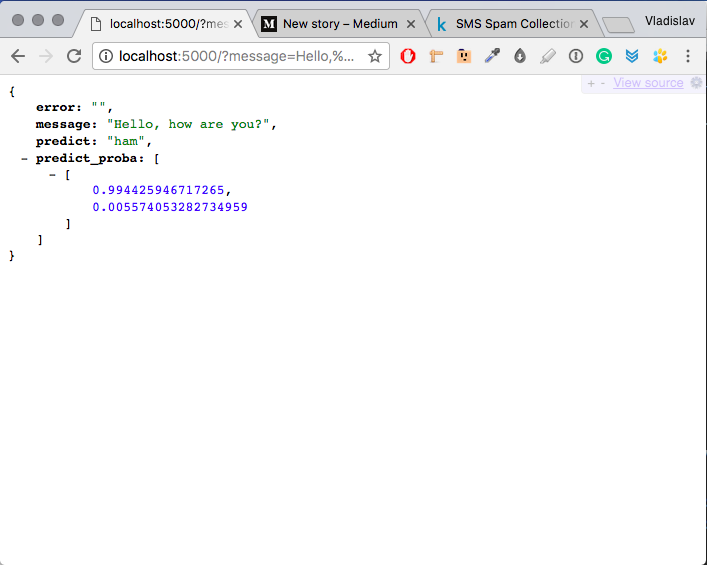 localhost:5000/?mes
New story – Medium
SMS Spam Collection
Vladislav
localhost:5000/?message=Hello,%
+ - View source
{
error: "",
message: "Hello, how are you?",
predict: "ham",
- predict_proba: [
- [
0.994425946717265,
0.005574053282734959
]
]
}